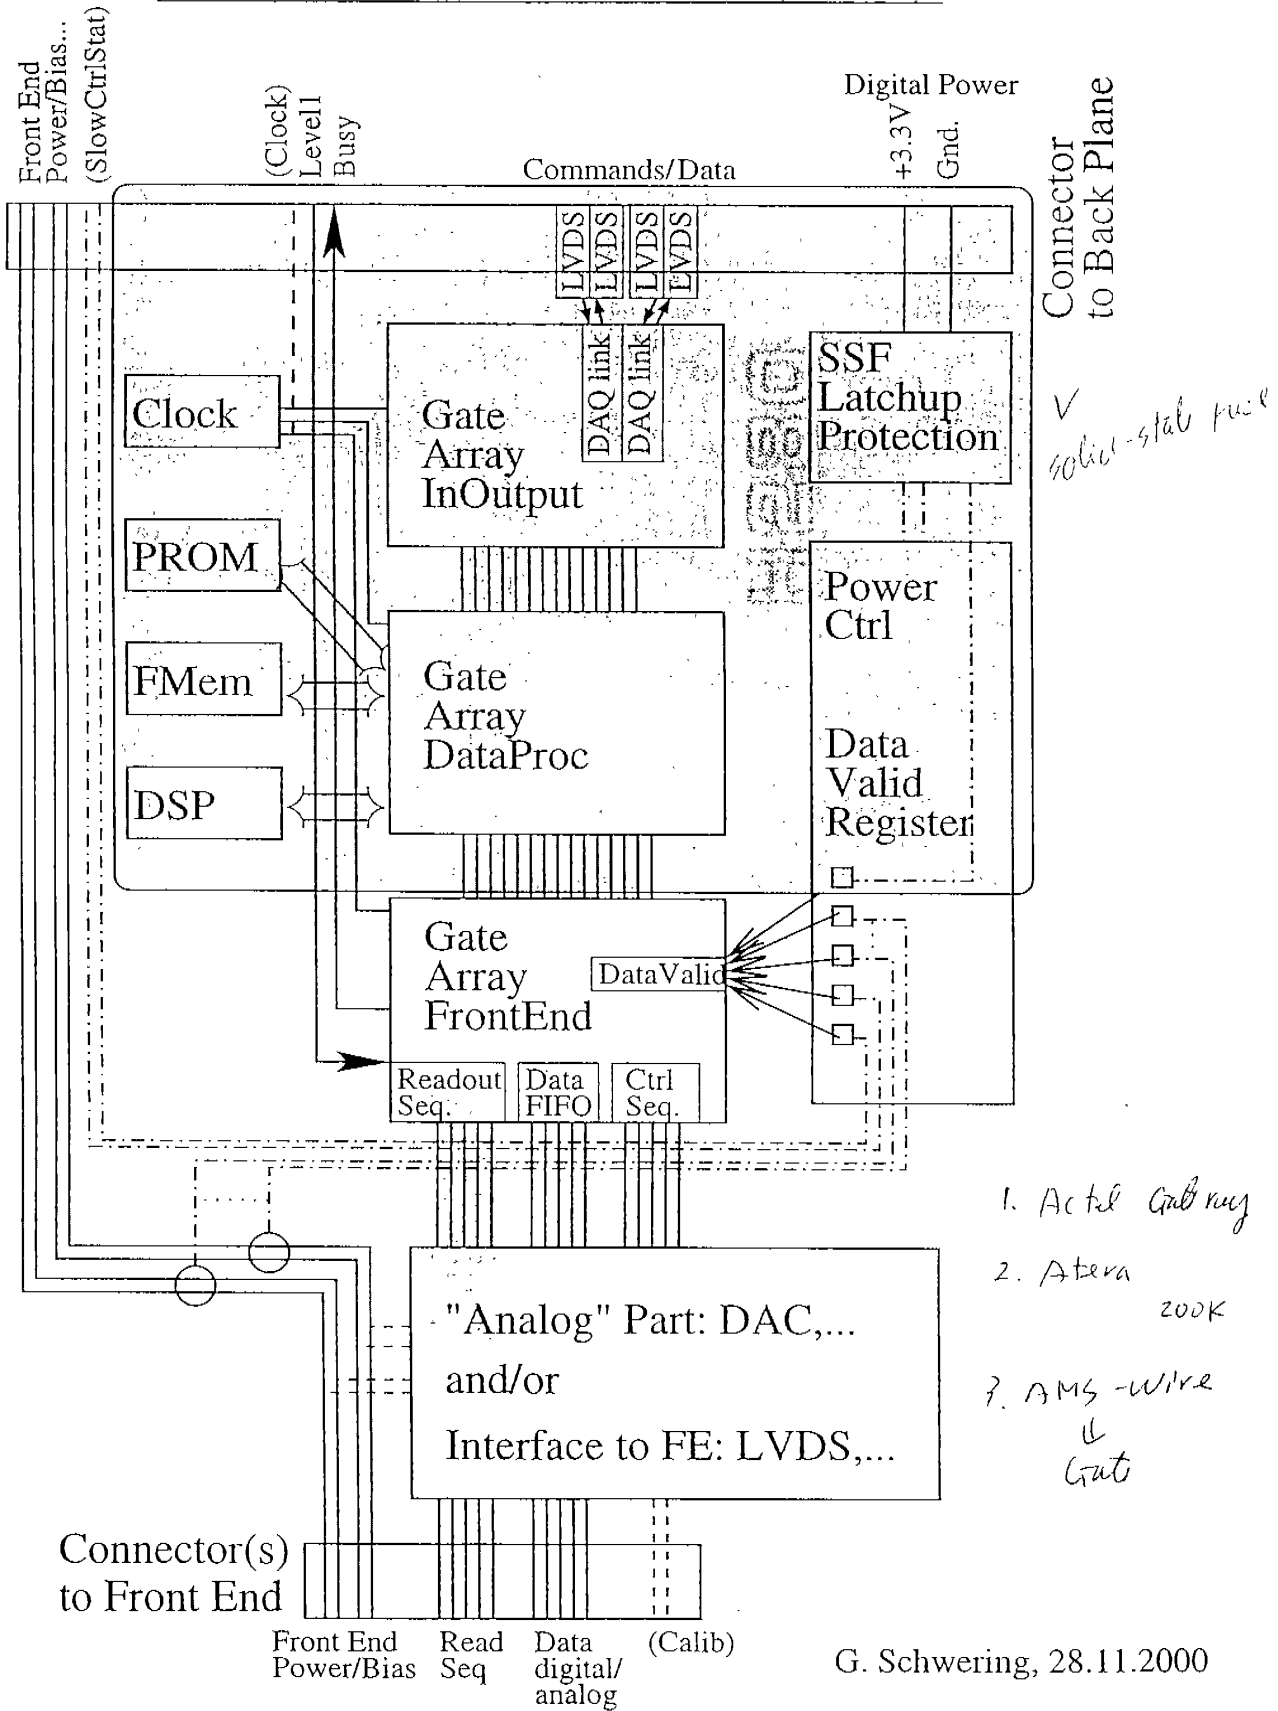 Front End
Power/Bias...
(SlowCtrlStat)
(Clock)
Level1
Busy
Commands/Data
Digital Power
+3.3V
Gnd.
Connector
to Back Plane
LVDS
LVDS
LVDS
LVDS
DAQ link
DAQ link
Clock
Gate
Array
InOutput
SSF
Latchup
Protection
V
solid-stab
PROM
FMem
DSP
Gate
Array
DataProc
Power
Ctrl
Data
Valid
Register
Gate
Array
FrontEnd
DataValid
Readout
Seq.
Data
FIFO
Ctrl
Seq.
1. Actel
2. Atera
200K
3. AMS-Wire
⇓
Gate
"Analog" Part: DAC,...
and/or
Interface to FE: LVDS,...
Connector(s)
to Front End
Front End
Power/Bias
Read
Seq
Data
digital/
analog
(Calib)
G. Schwering, 28.11.2000